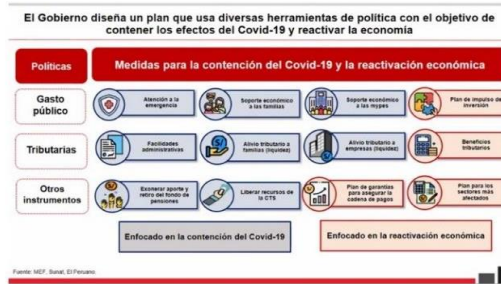 El Gobierno diseña un plan que usa diversas herramientas de política con el objetivo de
contener los efectos del Covid-19 y reactivar la economía
Políticas
Medidas para la contención del Covid-19 y la reactivación económica
Gasto
público
Atención a la
emergencia
Soporte económico
a las familias
Soporte económico
a las mypes
Plan de impulso de
inversión
Tributarias
Facilidades
administrativas
Alivio tributario a
familias (liquidez)
Alivio tributario a
empresas (liquidez)
Beneficios
tributarios
Otros
instrumentos
Exonerar aporte y
retiro del fondo de
pensiones
Liberar recursos de
la CTS
Plan de garantías
para asegurar la
cadena de pagos
Plan para los
sectores más
afectados
Enfocado en la contención del Covid-19
Enfocado en la reactivación económica
Fuente: MEF, Sunat, El Peruano